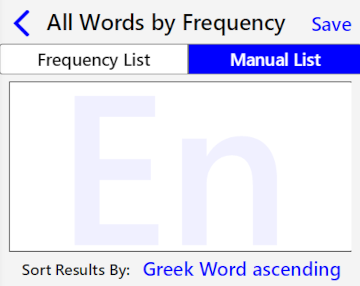 All Words by Frequency Save
Frequency List Manual List
En
Sort Results By: Greek Word ascending